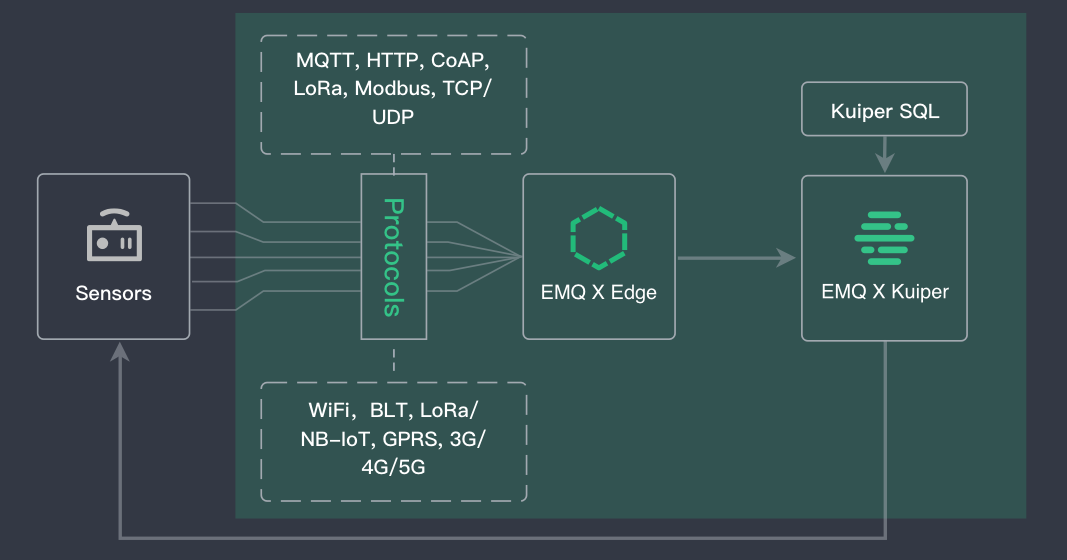 MQTT, HTTP, CoAP,
LoRa, Modbus, TCP/
UDP
Kuiper SQL
Sensors
Protocols
EMQ X Edge
EMQ X Kuiper
WiFi，BLT, LoRa/
NB-IoT, GPRS, 3G/
4G/5G